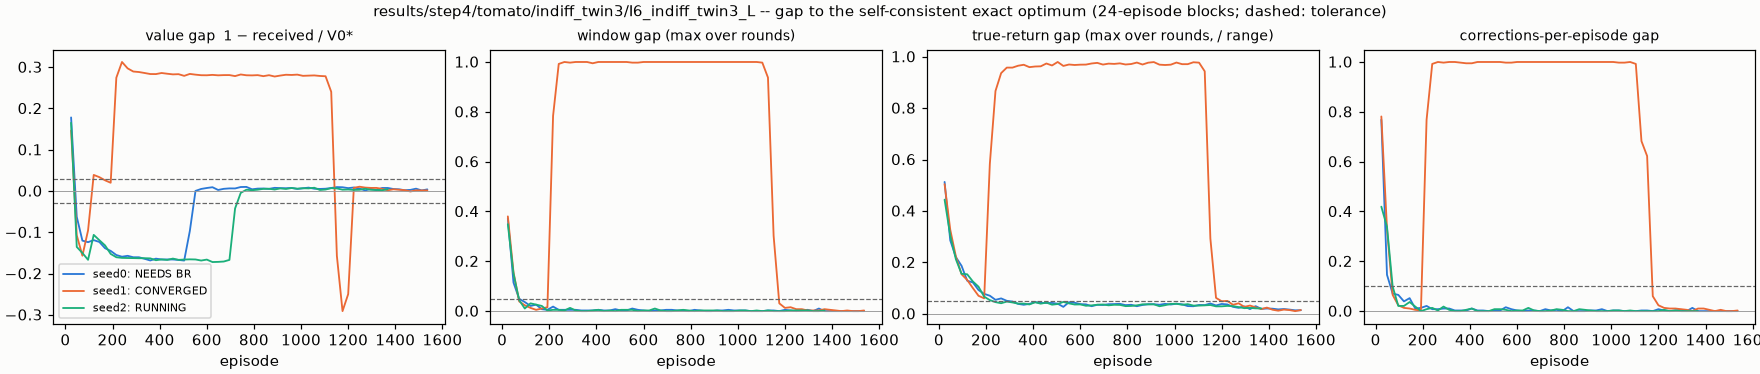 results/step4/tomato/indiff_twin3/l6_indiff_twin3_L -- gap to the self-consistent exact optimum (24-episode blocks; dashed: tolerance)
value gap 1 − received / V0*
0.3
0.2
0.1
0.0
−0.1
−0.2
−0.3
seed0: NEEDS BR
seed1: CONVERGED
seed2: RUNNING
0 200 400 600 800 1000 1200 1400 1600
episode
window gap (max over rounds)
1.0
0.8
0.6
0.4
0.2
0.0
0 200 400 600 800 1000 1200 1400 1600
episode
true-return gap (max over rounds, / range)
1.0
0.8
0.6
0.4
0.2
0.0
0 200 400 600 800 1000 1200 1400 1600
episode
corrections-per-episode gap
1.0
0.8
0.6
0.4
0.2
0.0
0 200 400 600 800 1000 1200 1400 160
episode